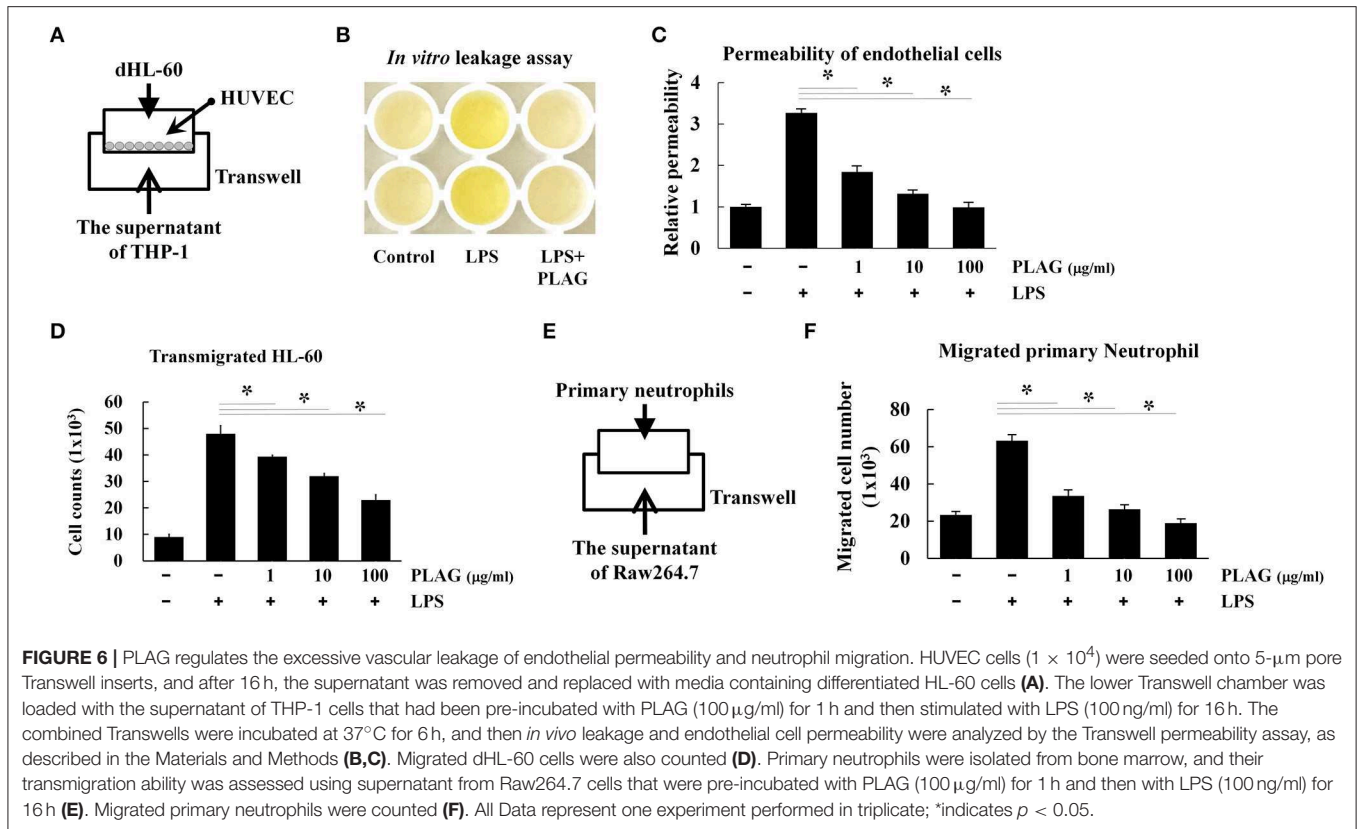 A
dHL-60
HUVEC
Transwell
The supernatant
of THP-1
B
In vitro leakage assay
Control LPS LPS+
PLAG
C
Permeability of endothelial cells
* * *
Relative permeability
4
3
2
1
0
– – 1 10 100 PLAG (μg/ml)
– + + + + LPS
D
Transmigrated HL-60
* * *
Cell counts (1x10³)
60
50
40
30
20
10
0
– – 1 10 100 PLAG (μg/ml)
– + + + + LPS
E
Primary neutrophils
Transwell
The supernatant
of Raw264.7
F
Migrated primary Neutrophil
* * *
Migrated cell number
(1x10³)
80
60
40
20
0
– – 1 10 100 PLAG (μg/ml)
– + + + + LPS
FIGURE 6 | PLAG regulates the excessive vascular leakage of endothelial permeability and neutrophil migration. HUVEC cells (1 × 10⁴) were seeded onto 5-μm pore
Transwell inserts, and after 16 h, the supernatant was removed and replaced with media containing differentiated HL-60 cells (A). The lower Transwell chamber was
loaded with the supernatant of THP-1 cells that had been pre-incubated with PLAG (100 μg/ml) for 1 h and then stimulated with LPS (100 ng/ml) for 16 h. The
combined Transwells were incubated at 37°C for 6 h, and then in vivo leakage and endothelial cell permeability were analyzed by the Transwell permeability assay, as
described in the Materials and Methods (B,C). Migrated dHL-60 cells were also counted (D). Primary neutrophils were isolated from bone marrow, and their
transmigration ability was assessed using supernatant from Raw264.7 cells that were pre-incubated with PLAG (100 μg/ml) for 1 h and then with LPS (100 ng/ml) for
16 h (E). Migrated primary neutrophils were counted (F). All Data represent one experiment performed in triplicate; *indicates p < 0.05.